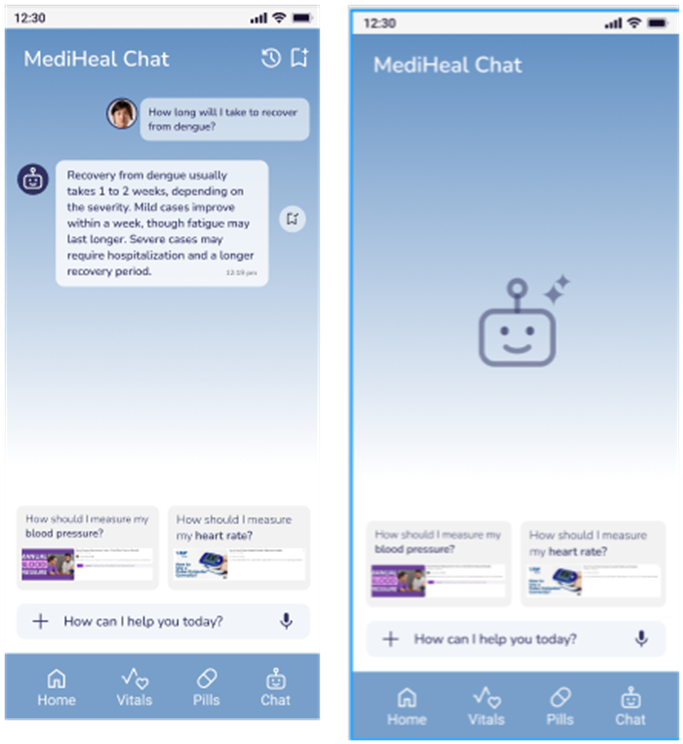 12:30
MediHeal Chat
How long will I take to recover
from dengue?
Recovery from dengue usually
takes 1 to 2 weeks, depending on
the severity. Mild cases improve
within a week, though fatigue may
last longer. Severe cases may
require hospitalization and a longer
recovery period.
12:19 pm
How should I measure my
blood pressure?
MANUAL
BLOOD
PRESSURE
How should I measure
my heart rate?
How can I help you today?
Home
Vitals
Pills
Chat
12:30
MediHeal Chat
How should I measure my
blood pressure?
How should I measure
my heart rate?
How can I help you today?
Home
Vitals
Pills
Chat